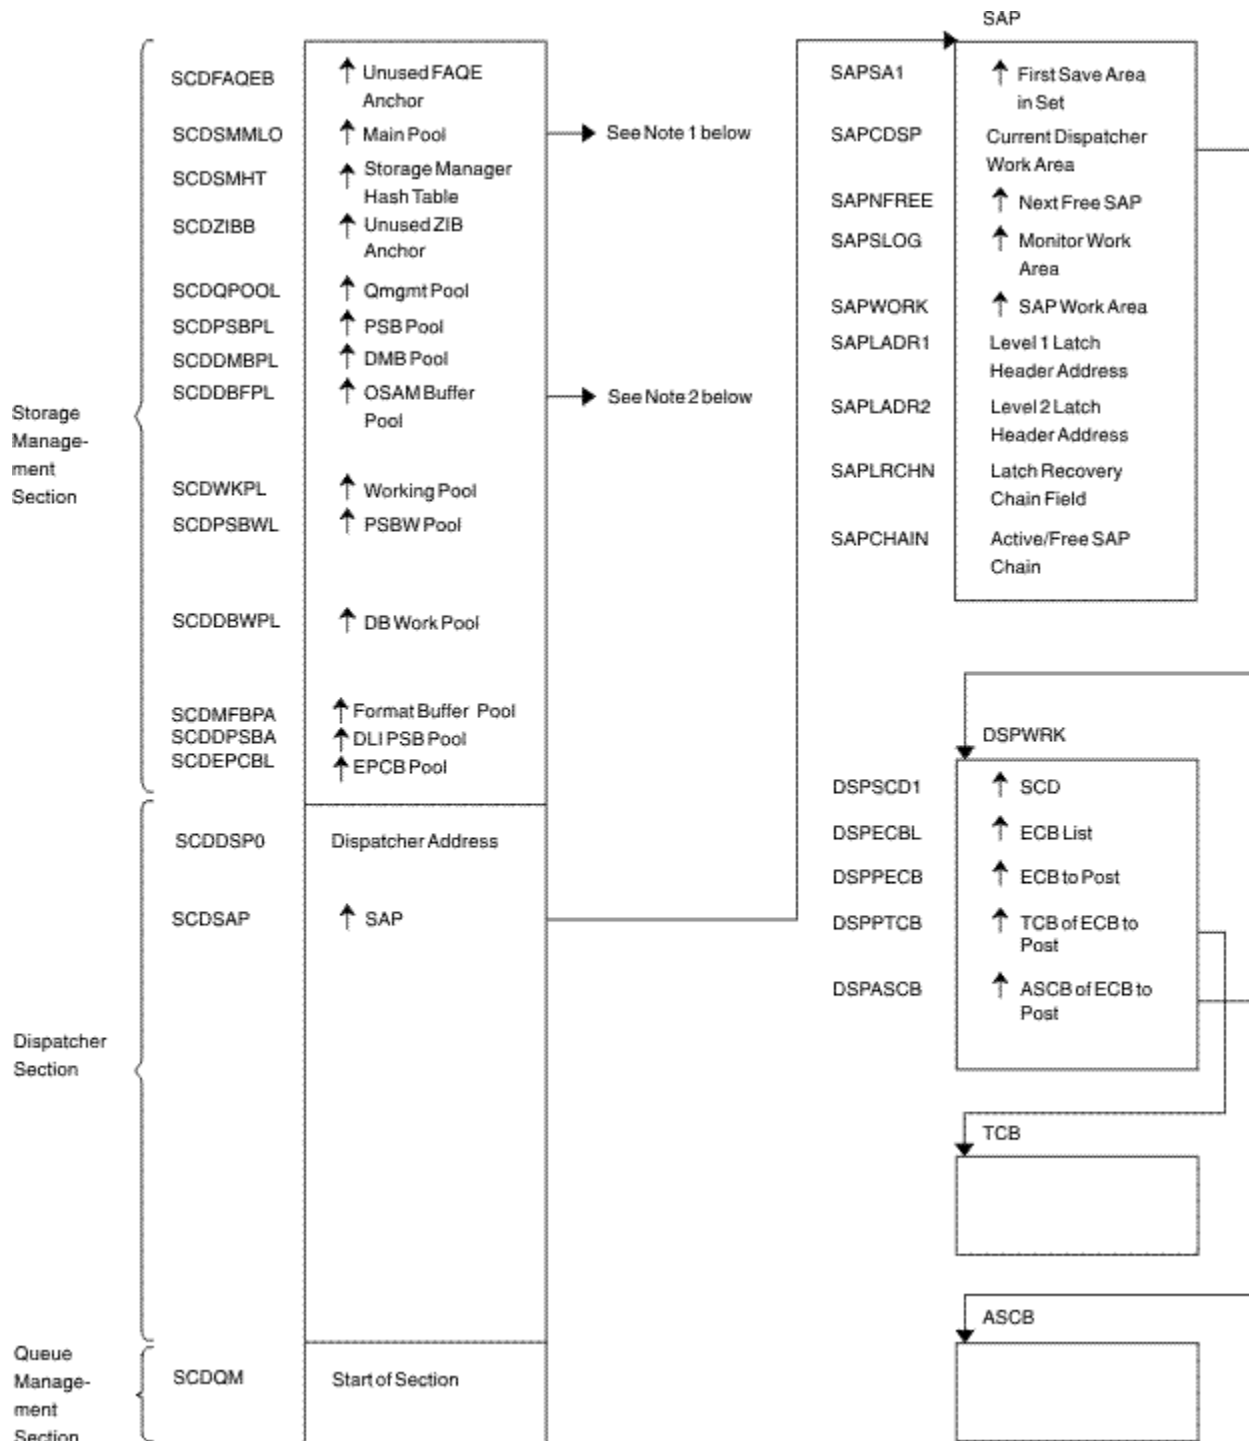 Storage
Manage-
ment
Section
SCDFAQEB
Unused FAQE
Anchor
SCDSMMLO
Main Pool
See Note 1 below
SCDSMHT
Storage Manager
Hash Table
SCDZIBB
Unused ZIB
Anchor
SCDQPOOL
Qmgmt Pool
SCDPSBPL
PSB Pool
SCDDMBPL
DMB Pool
SCDDBFPL
OSAM Buffer
Pool
See Note 2 below
SCDWKPL
Working Pool
SCDPSBWL
PSBW Pool
SCDDBWPL
DB Work Pool
SCDMFBPA
Format Buffer Pool
SCDDPSBA
DLI PSB Pool
SCDEPCBL
EPCB Pool
Dispatcher
Section
SCDDSP0
Dispatcher Address
SCDSAP
SAP
Queue
Manage-
ment
Section
SCDQM
Start of Section
SAP
SAPSA1
First Save Area
in Set
SAPCDSP
Current Dispatcher
Work Area
SAPNFREE
Next Free SAP
SAPSLOG
Monitor Work
Area
SAPWORK
SAP Work Area
SAPLADR1
Level 1 Latch
Header Address
SAPLADR2
Level 2 Latch
Header Address
SAPLRCHN
Latch Recovery
Chain Field
SAPCHAIN
Active/Free SAP
Chain
DSPWRK
DSPSCD1
SCD
DSPECBL
ECB List
DSPPECB
ECB to Post
DSPPTCB
TCB of ECB to
Post
DSPASCB
ASCB of ECB to
Post
TCB
ASCB